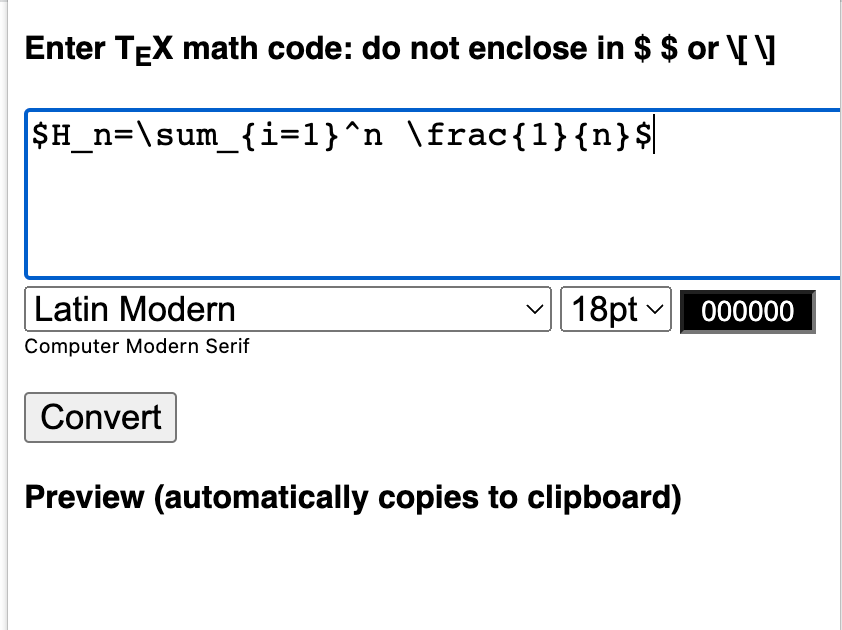 Enter TEX math code: do not enclose in $ $ or \[ \]
$H_n=\sum_{i=1}^n \frac{1}{n}$
Latin Modern 18pt 000000
Computer Modern Serif
Convert
Preview (automatically copies to clipboard)